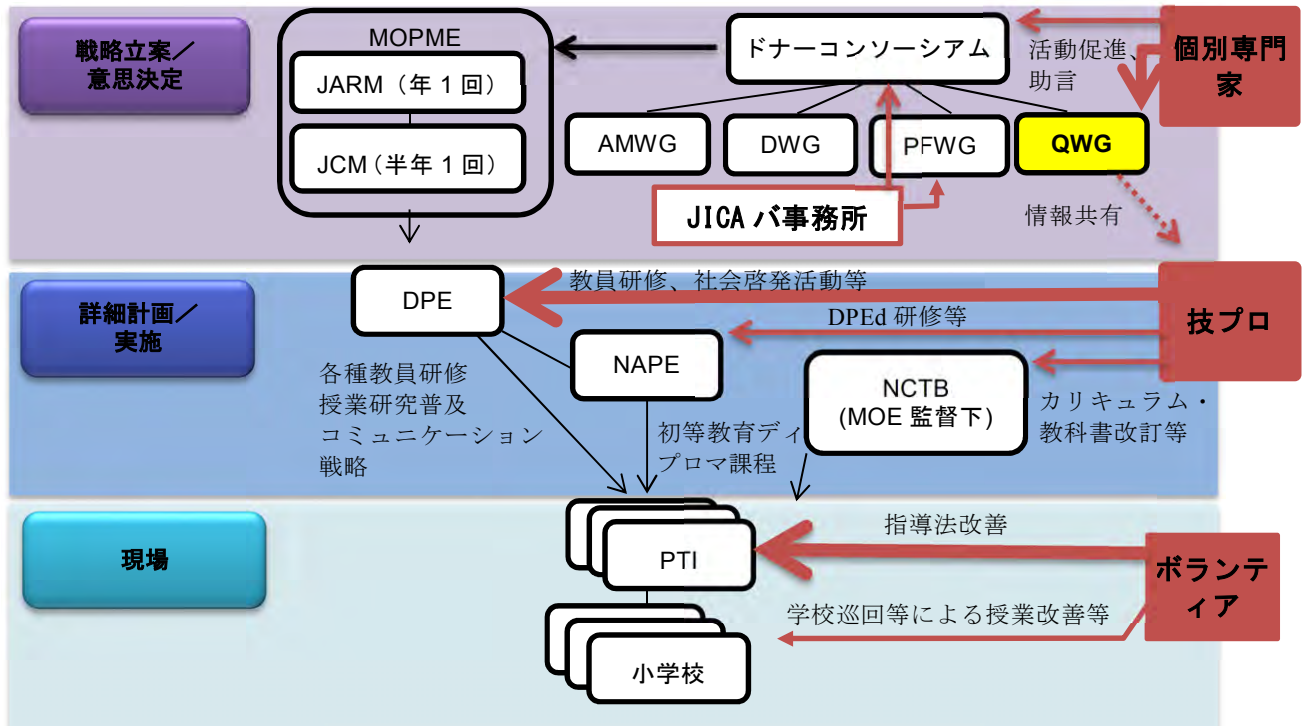 戦略立案／
意思決定
MOPME
JARM（年1回）
JCM（半年1回）
ドナーコンソーシアム
活動促進、
助言
個別専門
家
AMWG
DWG
PFWG
QWG
JICA バ事務所
情報共有
詳細計画／
実施
DPE
教員研修、社会啓発活動等
DPEd 研修等
技プロ
NAPE
NCTB
(MOE 監督下)
カリキュラム・
教科書改訂等
各種教員研修
授業研究普及
コミュニケーション
戦略
初等教育ディ
プロマ課程
現場
PTI
指導法改善
ボランテ
ィア
学校巡回等による授業改善等
小学校